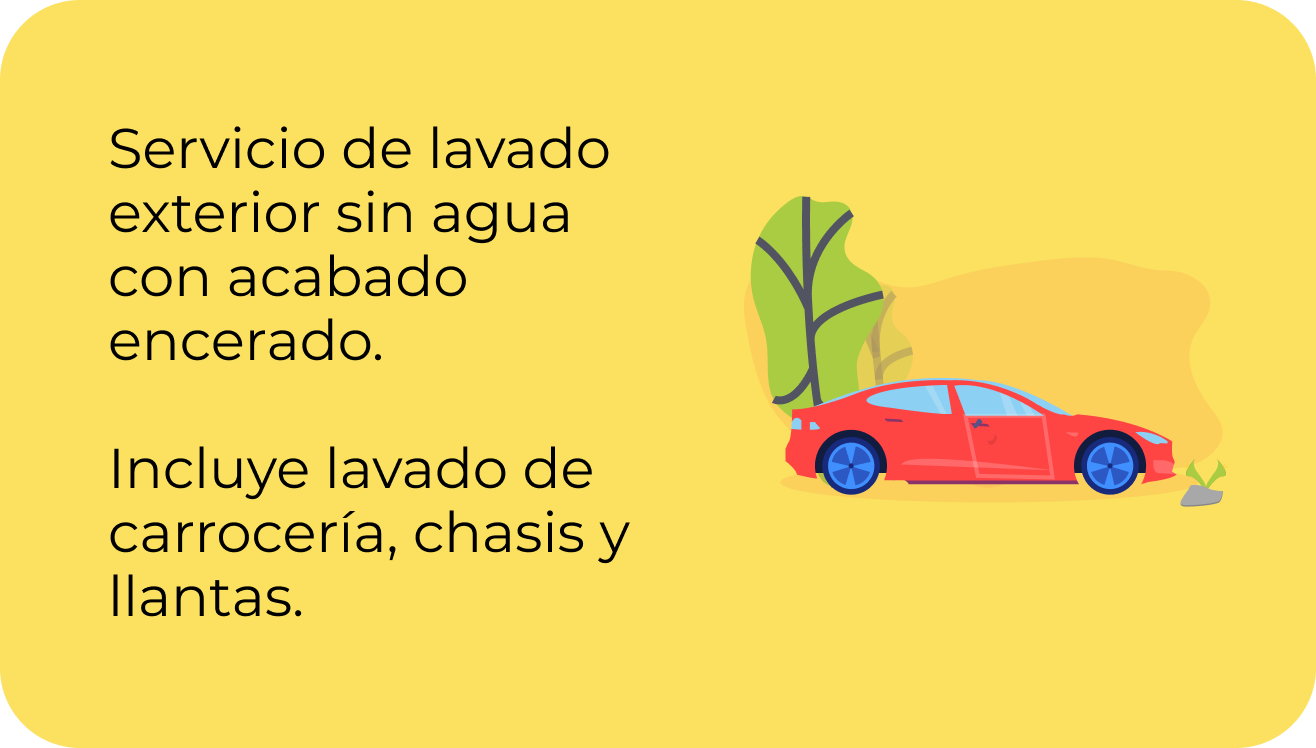 Servicio de lavado
exterior sin agua
con acabado
encerado.
Incluye lavado de
carrocería, chasis y
llantas.